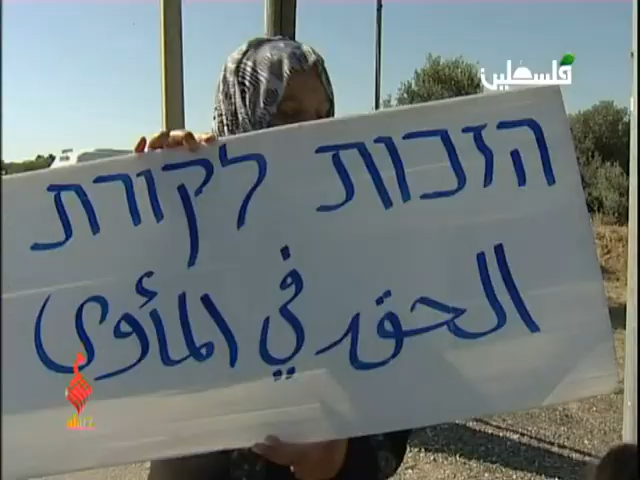 فلسطين
הזכות לקורת
الحق في المأوى